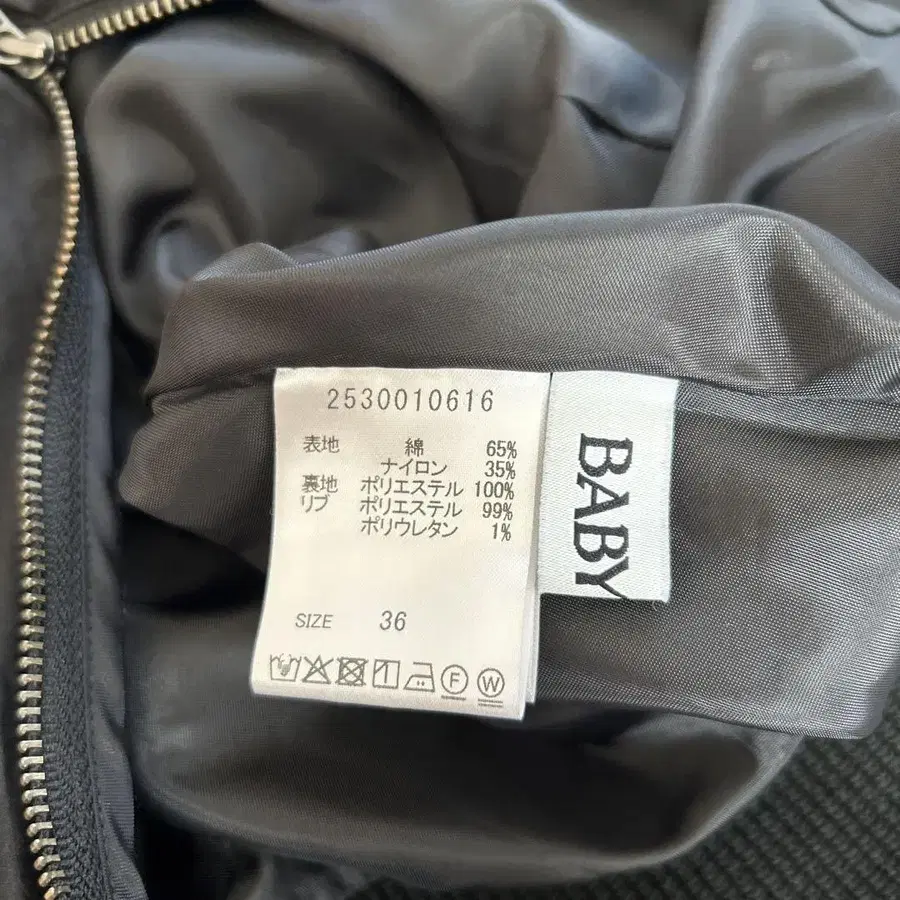 2530010616
表地 綿 65%
ナイロン 35%
裏地 ポリエステル 100%
リブ ポリエステル 99%
ポリウレタン 1%
SIZE 36
F W
BABY